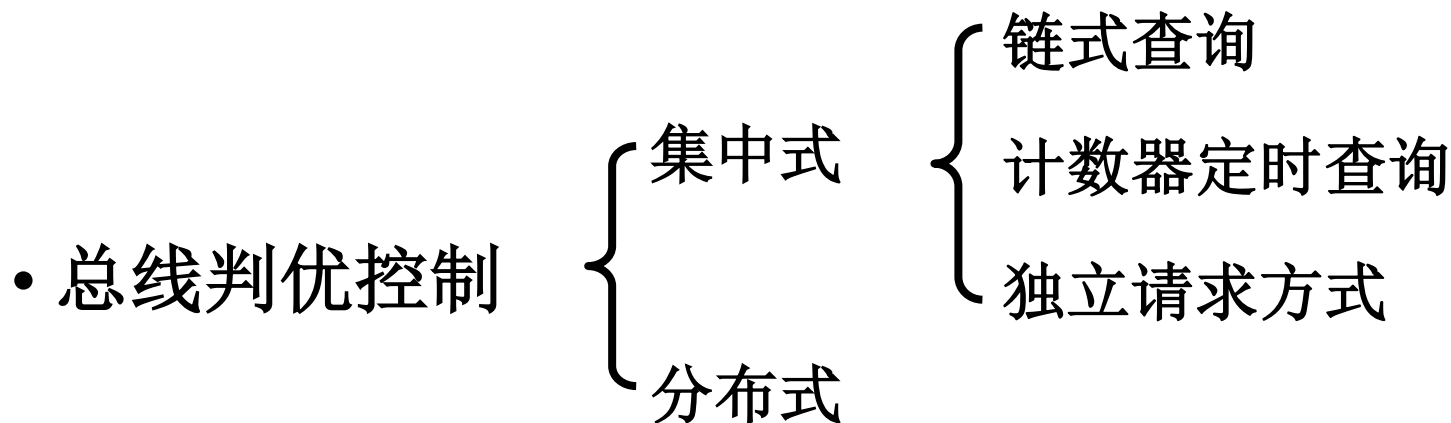 链式查询
集中式
计数器定时查询
• 总线判优控制
独立请求方式
分布式